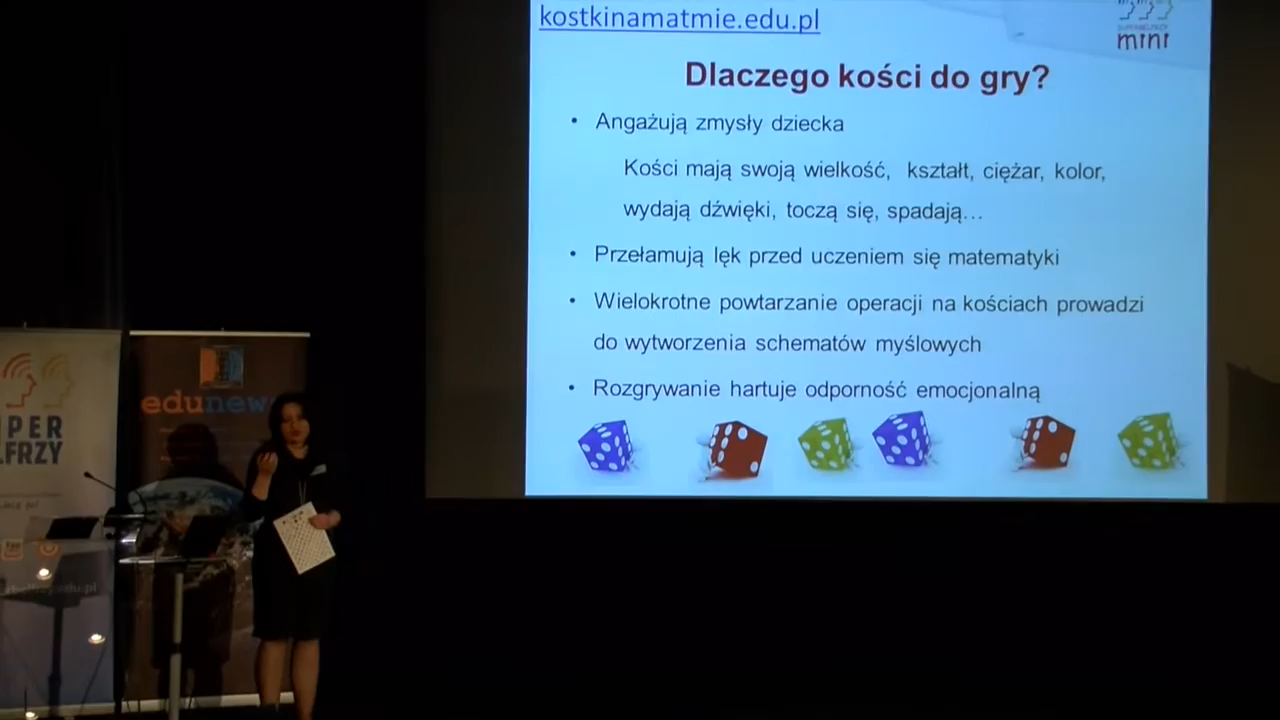 kostkinamatmie.edu.pl
mini
Dlaczego kości do gry?
• Angażują zmysły dziecka
Kości mają swoją wielkość, kształt, ciężar, kolor,
wydają dźwięki, toczą się, spadają…
• Przełamują lęk przed uczeniem się matematyki
• Wielokrotne powtarzanie operacji na kościach prowadzi
do wytworzenia schematów myślowych
• Rozgrywanie hartuje odporność emocjonalną
edunews